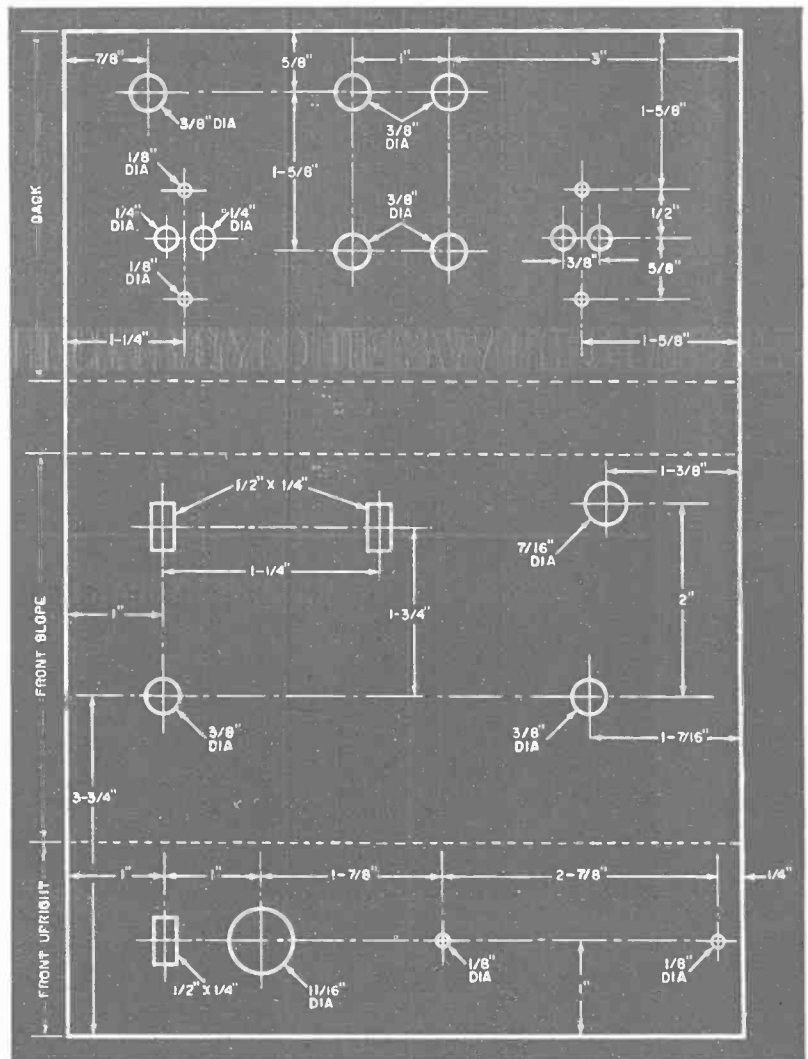 7/8"
5/8"
1"
3"
3/8" DIA
3/8"
DIA
1-5/8"
1/8"
DIA
1-5/8"
3/8"
DIA
1/4"
DIA.
1/4"
DIA
1/2"
3/8"
5/8"
1/8"
DIA
1-1/4"
1-5/8"
BACK
1-3/8"
1/2" X 1/4"
7/16"
DIA
1-1/4"
1-3/4"
2"
1"
FRONT SLOPE
3/8"
DIA
3/8"
DIA
1-7/16"
3-3/4"
1"
1"
1-7/8"
2-7/8"
1/4"
FRONT UPRIGHT
1/2" X 1/4"
11/16"
DIA
1/8"
DIA
1"
1/8"
DIA